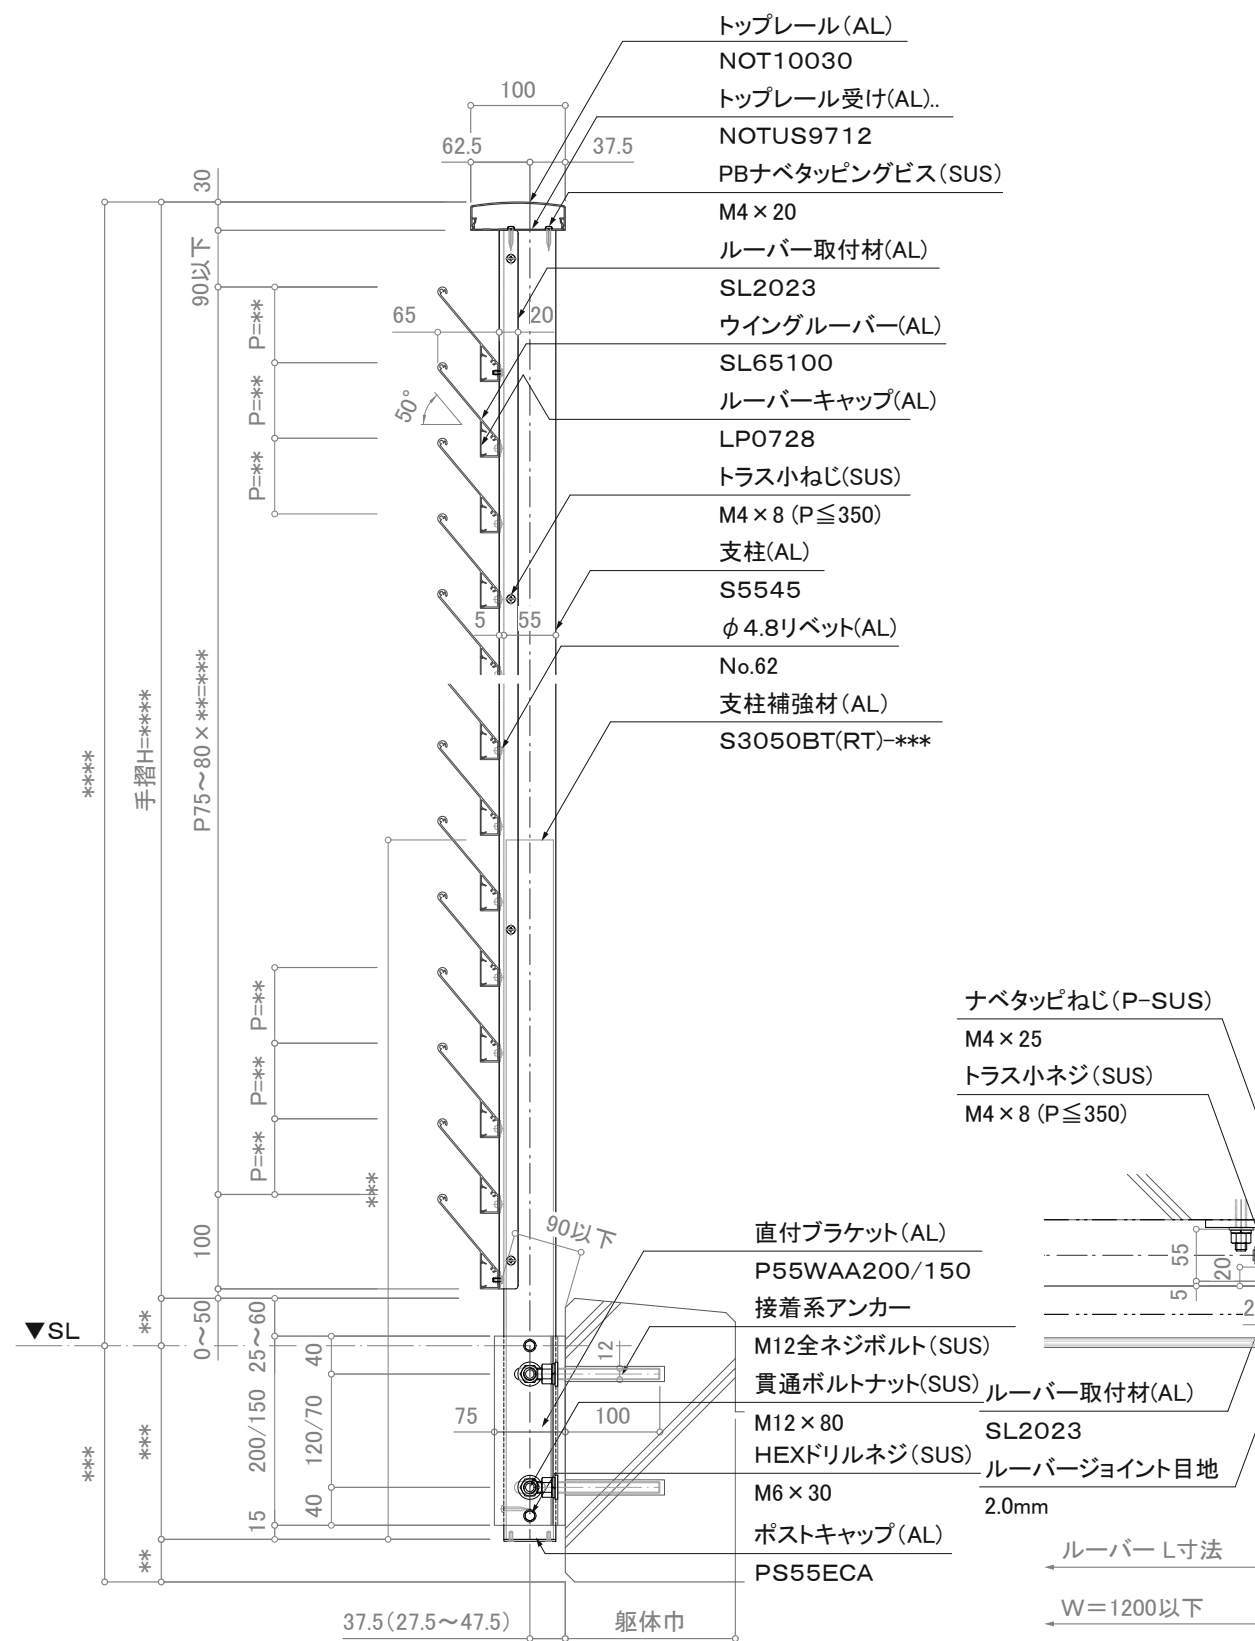 トップレール(AL)
NOT10030
トップレール受け(AL)..
NOTUS9712
PBナベタッピングビス(SUS)
M4×20
ルーバー取付材(AL)
SL2023
ウイングルーバー(AL)
SL65100
ルーバーキャップ(AL)
LP0728
トラス小ねじ(SUS)
M4×8 (P≦350)
支柱(AL)
S5545
φ4.8リベット(AL)
No.62
支柱補強材(AL)
S3050BT(RT)-***
100
62.5
37.5
30
90以下
P=**
P=**
P=**
65
20
50°
5
55
****
手摺H=****
P75～80×**=****
P=**
P=**
P=**
***
100
90以下
▼SL
**
0～50
25～60
40
12
75
100
***
***
200/150
120/70
15
40
**
37.5(27.5～47.5)
躯体巾
直付ブラケット(AL)
P55WAA200/150
接着系アンカー
M12全ネジボルト(SUS)
貫通ボルトナット(SUS)
M12×80
HEXドリルネジ(SUS)
M6×30
ポストキャップ(AL)
PS55ECA
ナベタッピねじ(P-SUS)
M4×25
トラス小ネジ(SUS)
M4×8 (P≦350)
55
20
5
2
ルーバー取付材(AL)
SL2023
ルーバージョイント目地
2.0mm
ルーバー L寸法
W=1200以下